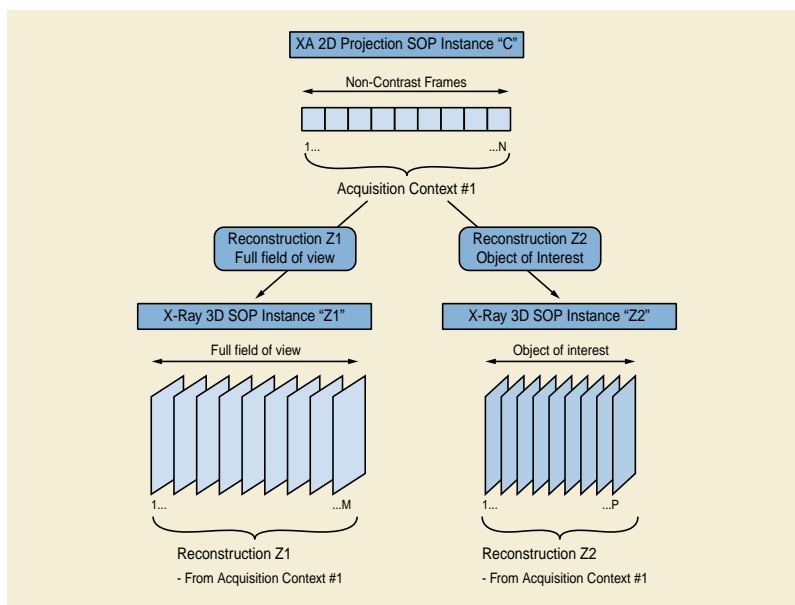 XA 2D Projection SOP Instance “C”
Non-Contrast Frames
1...
...N
Acquisition Context #1
Reconstruction Z1
Full field of view
Reconstruction Z2
Object of Interest
X-Ray 3D SOP Instance “Z1”
X-Ray 3D SOP Instance “Z2”
Full field of view
Object of interest
1...
...M
1...
...P
Reconstruction Z1
- From Acquisition Context #1
Reconstruction Z2
- From Acquisition Context #1